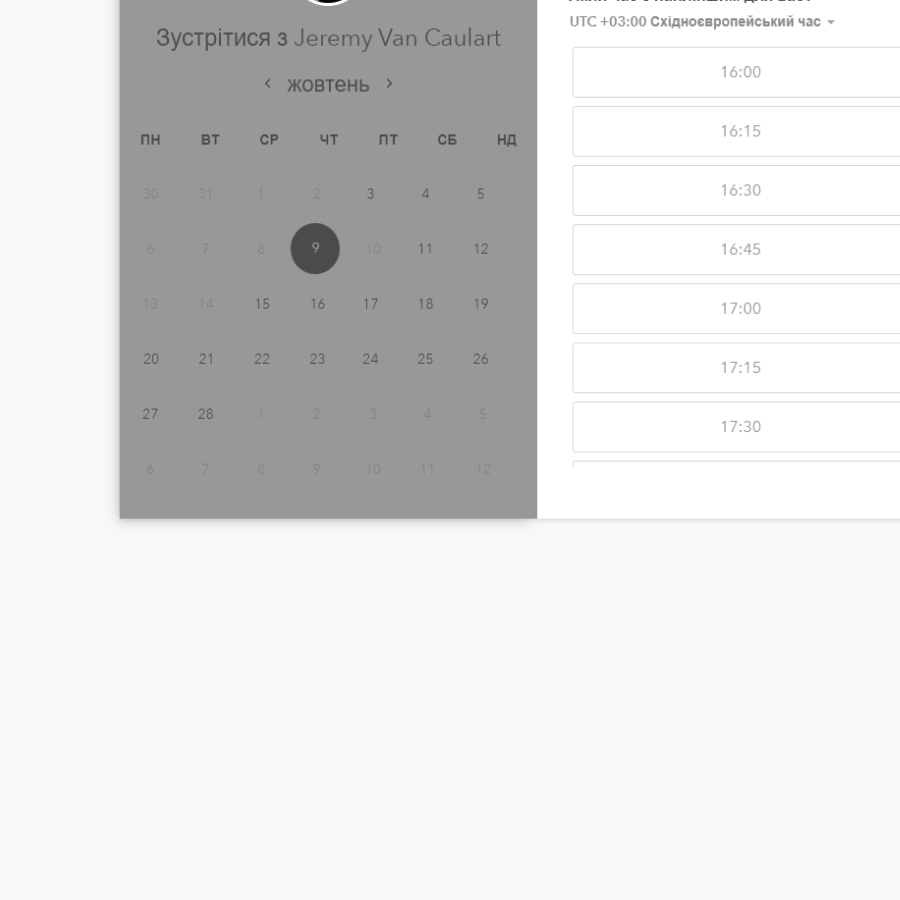 Зустрітися з Jeremy Van Caulart
жовтень
ПН ВТ СР ЧТ ПТ СБ НД
30 31 1 2 3 4 5
6 7 8 9 10 11 12
13 14 15 16 17 18 19
20 21 22 23 24 25 26
27 28 1 2 3 4 5
6 7 8 9 10 11 12
UTC +03:00 Східноєвропейський час
16:00
16:15
16:30
16:45
17:00
17:15
17:30